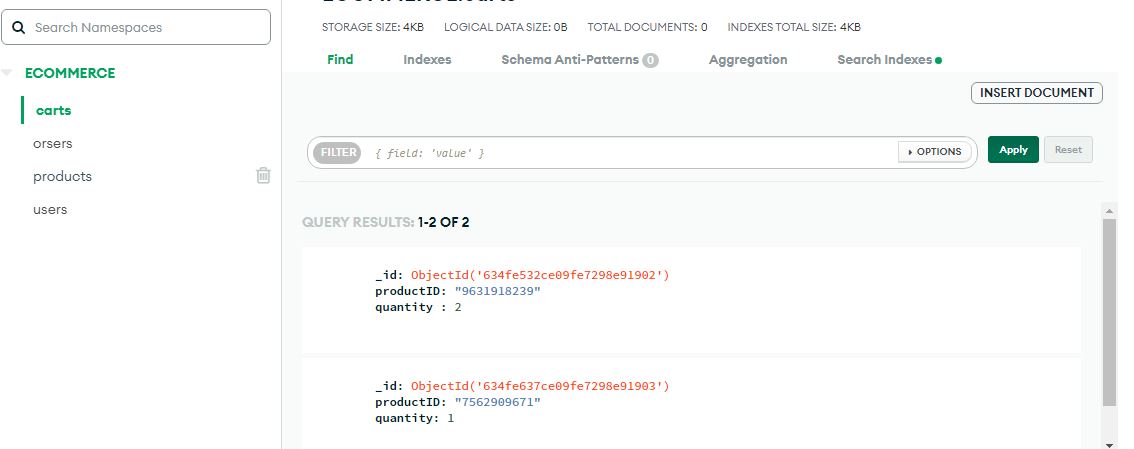 STORAGE SIZE: 4KB LOGICAL DATA SIZE: 0B TOTAL DOCUMENTS: 0 INDEXES TOTAL SIZE: 4KB
Search Namespaces
Find Indexes Schema Anti-Patterns 0 Aggregation Search Indexes
ECOMMERCE
INSERT DOCUMENT
carts
orsers
FILTER { field: 'value' } OPTIONS Apply Reset
products
users
QUERY RESULTS: 1-2 OF 2
_id: ObjectId('634fe532ce09fe7298e91902')
productID: "9631918239"
quantity : 2
_id: ObjectId('634fe637ce09fe7298e91903')
productID: "7562909671"
quantity: 1